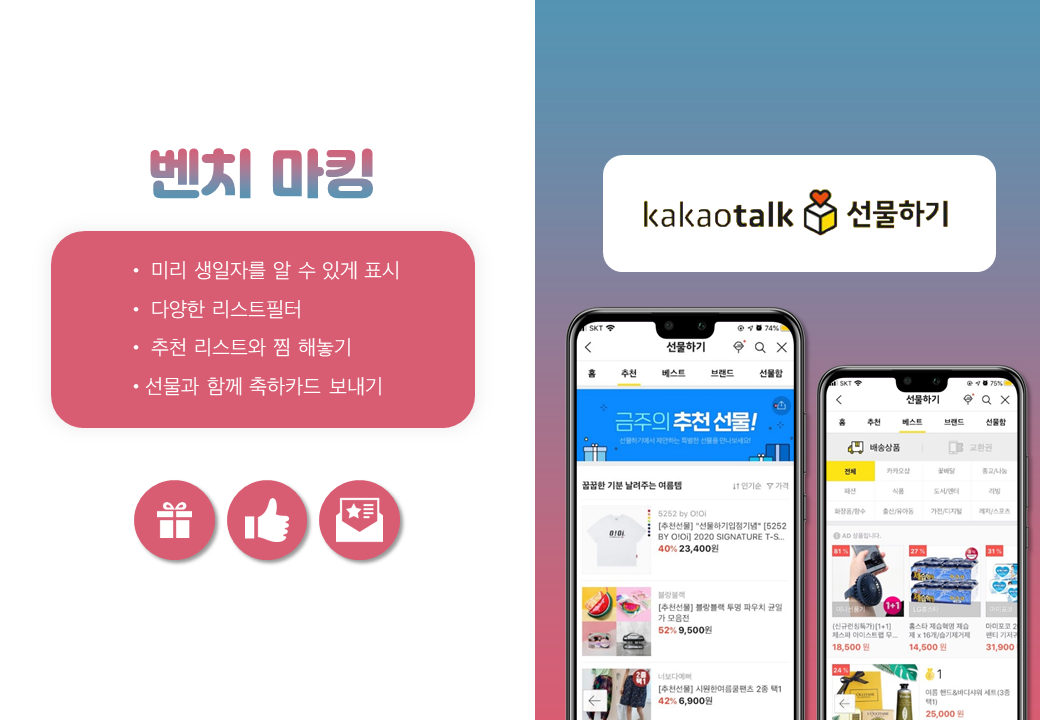 벤치 마킹
• 미리 생일자를 알 수 있게 표시
• 다양한 리스트필터
• 추천 리스트와 찜 해놓기
• 선물과 함께 축하카드 보내기
kakaotalk 선물하기
SKT 74%
선물하기
홈 추천 베스트 브랜드 선물함
금주의 추천 선물!
선물하기에서 제안하는 특별한 선물을 만나보세요!
꿉꿉한 기분 날려주는 여름템 인기순 가격
5252 by O!Oi
[추천선물] "선물하기입점기념" [5252
BY O!Oi] 2020 SIGNATURE T-S...
40% 23,400원
블랑블랙
[추천선물] 블랑블랙 투명 파우치 균일
가 모음전
52% 9,500원
너보다예뻐
[추천선물] 시원한여름쿨팬츠 2종 택1
42% 6,900원
2종
택1
SKT 75%
선물하기
홈 추천 베스트 브랜드 선물함
배송상품 교환권
전체 카카오샵 꽃배달 종교/나눔
패션 식품 도서/엔터 리빙
화장품/향수 출산/유아동 가전/디지털 레저/스포츠
AD 상품입니다.
81% 27% 31%
1+1
(신규런칭특가)[1+1] 홈스타 제습혁명 제습 마미포코 2
제스파 아이스트랩 무... 제 x 16개/습기제거제 팬티 기저귀
18,500 원 14,500 원 31,900
24%
1
여름 핸드&바디샤워 세트(3종
택1)
25,000 원